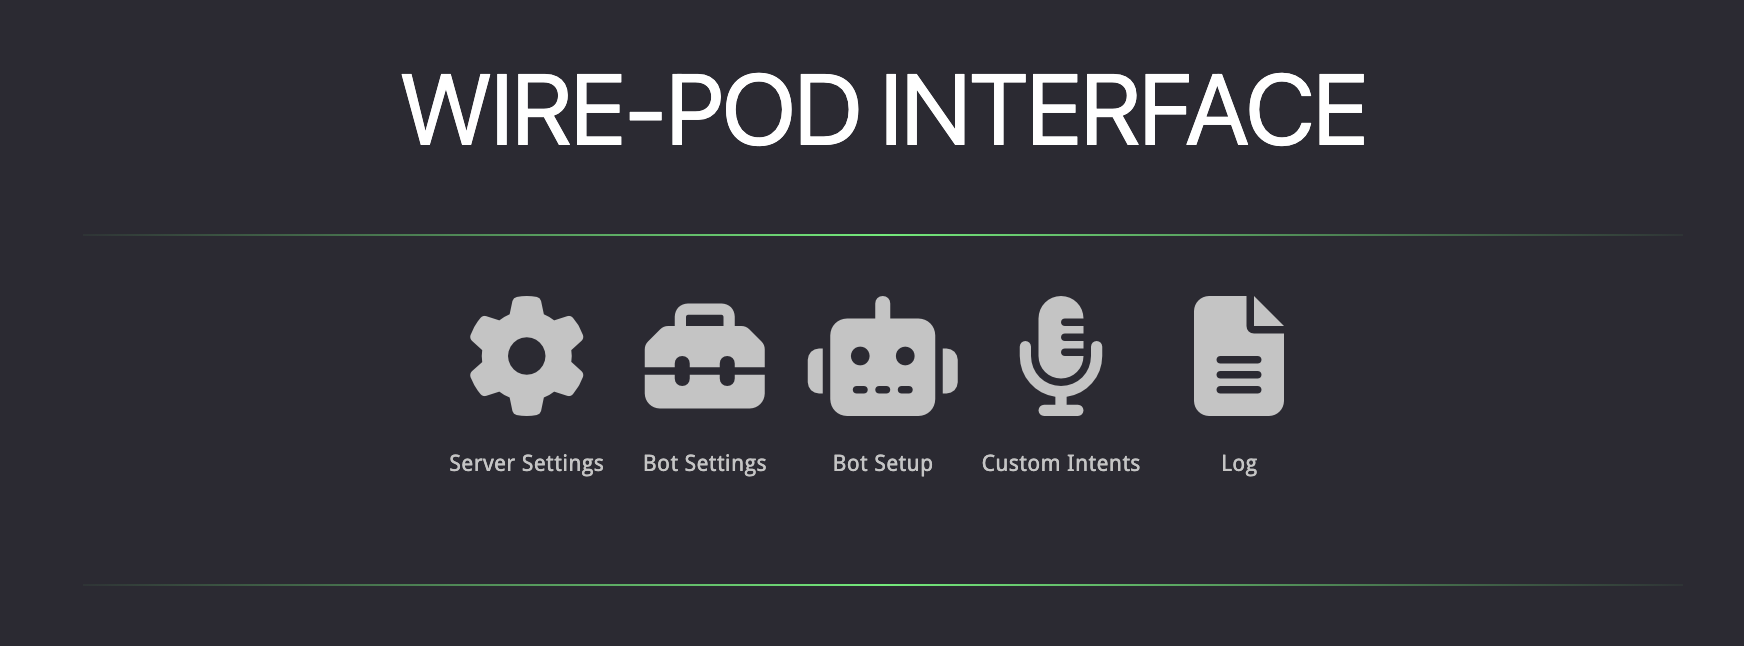 WIRE-POD INTERFACE
Server Settings
Bot Settings
Bot Setup
Custom Intents
Log